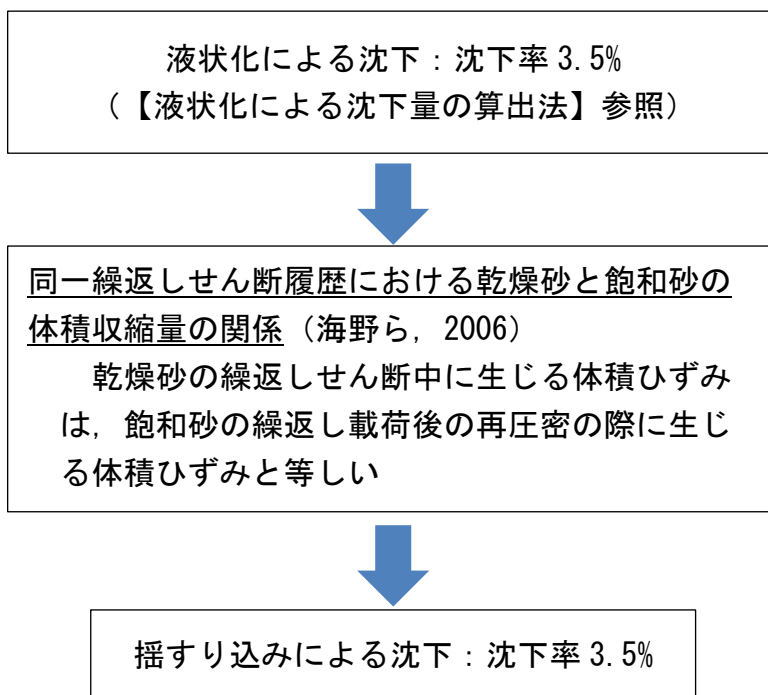 液状化による沈下：沈下率 3.5%
（【液状化による沈下量の算出法】参照）
同一繰返しせん断履歴における乾燥砂と飽和砂の
体積収縮量の関係（海野ら，2006）
乾燥砂の繰返しせん断中に生じる体積ひずみ
は，飽和砂の繰返し載荷後の再圧密の際に生じ
る体積ひずみと等しい
揺すり込みによる沈下：沈下率 3.5%